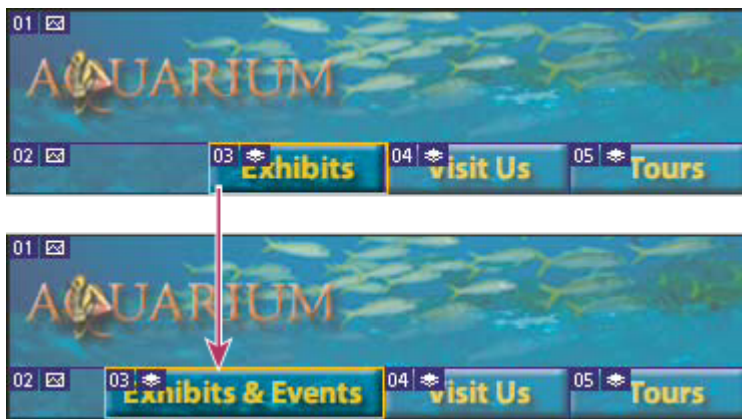 01
AQUARIUM
02 03 Exhibits 04 Visit Us 05 Tours
01
AQUARIUM
02 03 Exhibits & Events 04 Visit Us 05 Tours